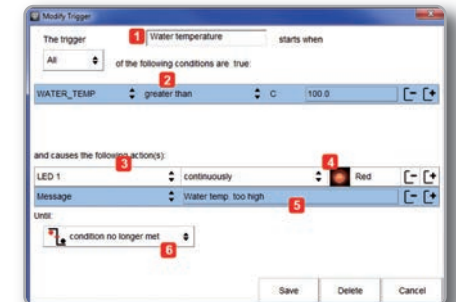 Modify Trigger
The trigger 1 Water temperature starts when
All of the following conditions are true:
2
WATER_TEMP greater than C 100.0 [- [+
and causes the following action(s):
3 4
LED 1 continuously Red [- [+
Message Water temp. too high [- [+
5
Until:
condition no longer met
6
Save Delete Cancel